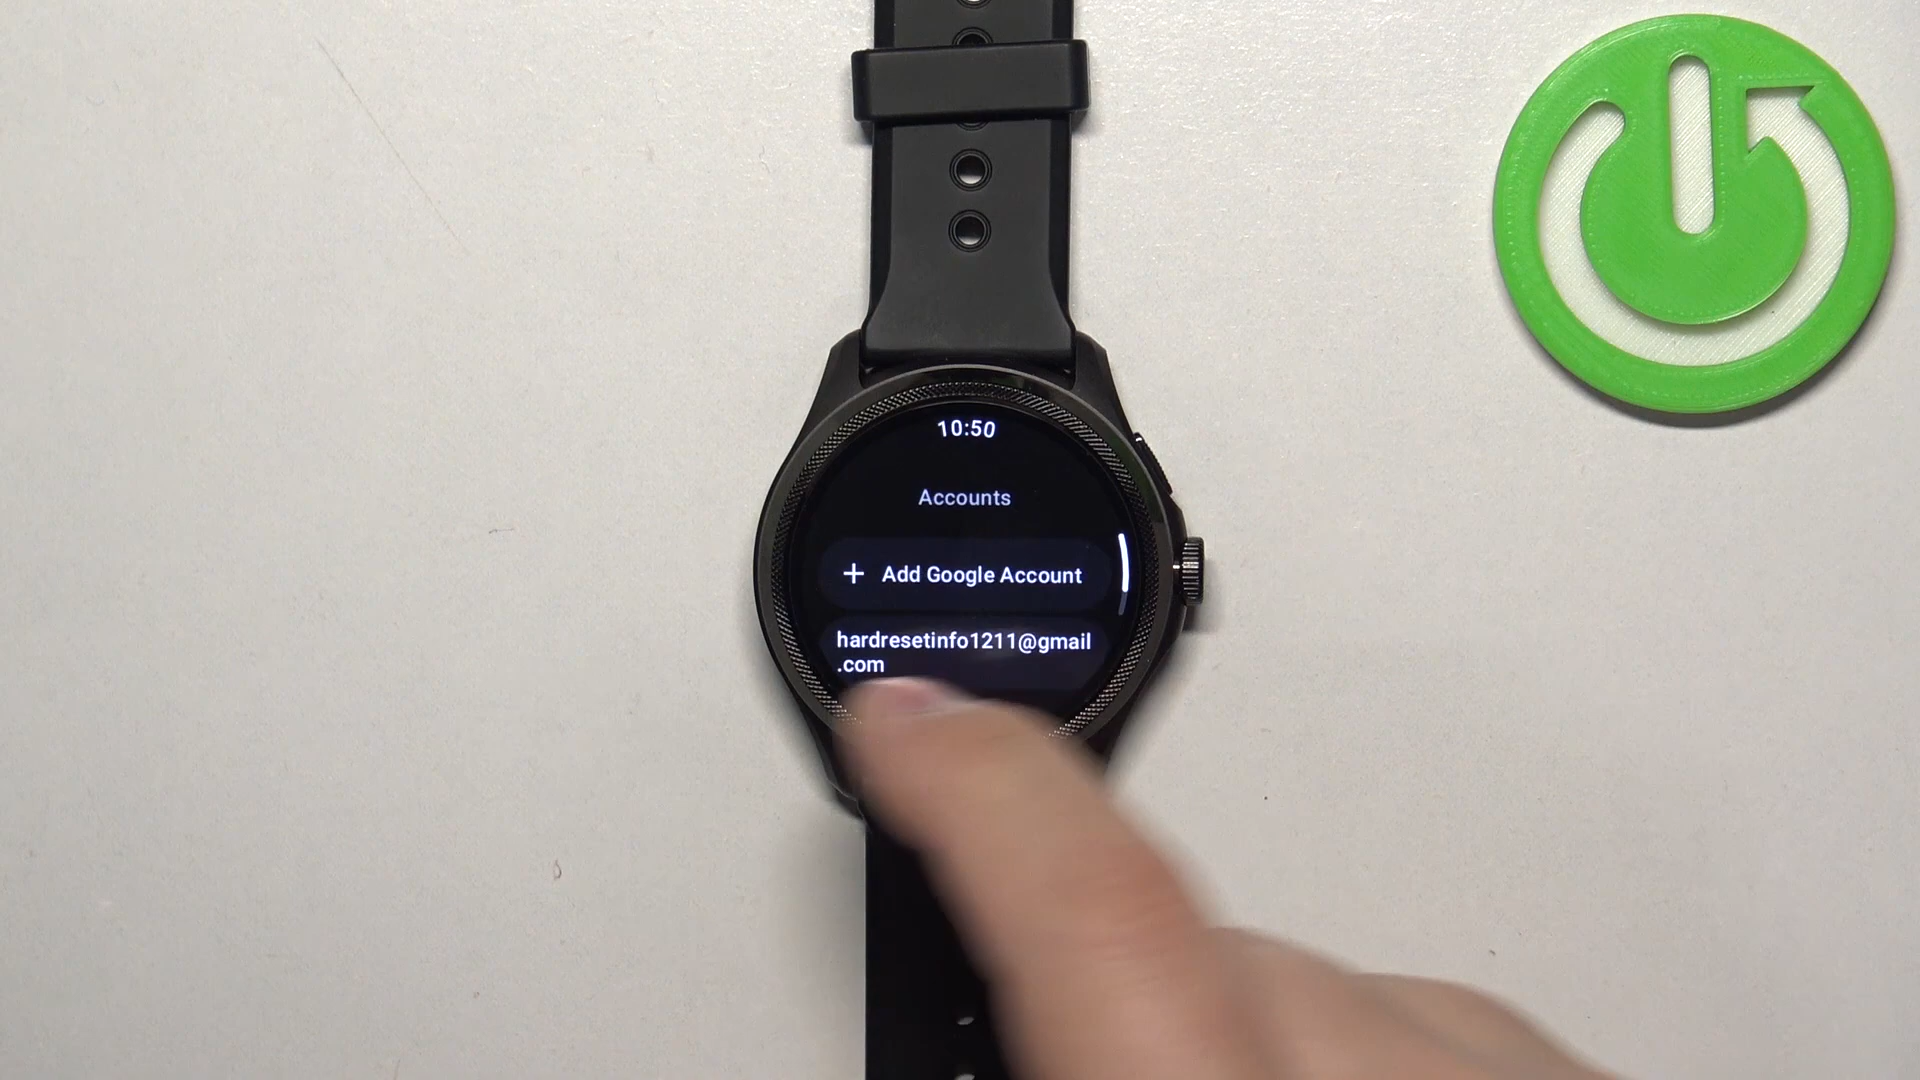 10:50
Accounts
+ Add Google Account
hardresetinfo1211@gmail
.com